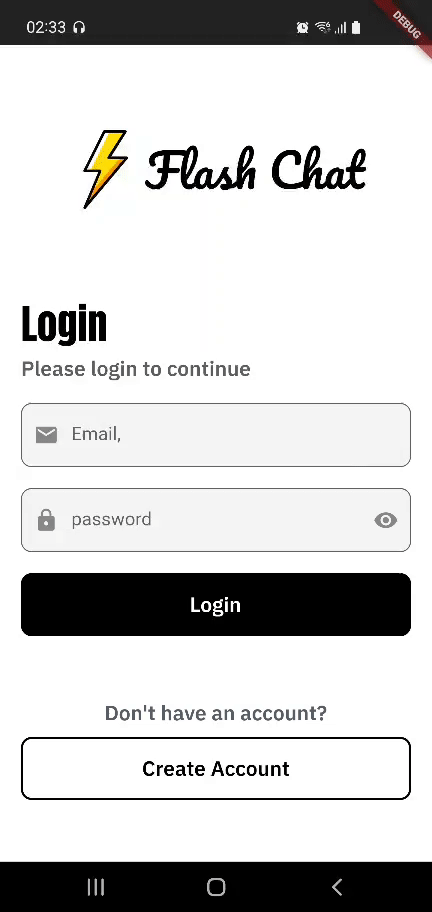 02:33
DEBUG
Flash Chat
Login
Please login to continue
Email,
password
Login
Don't have an account?
Create Account